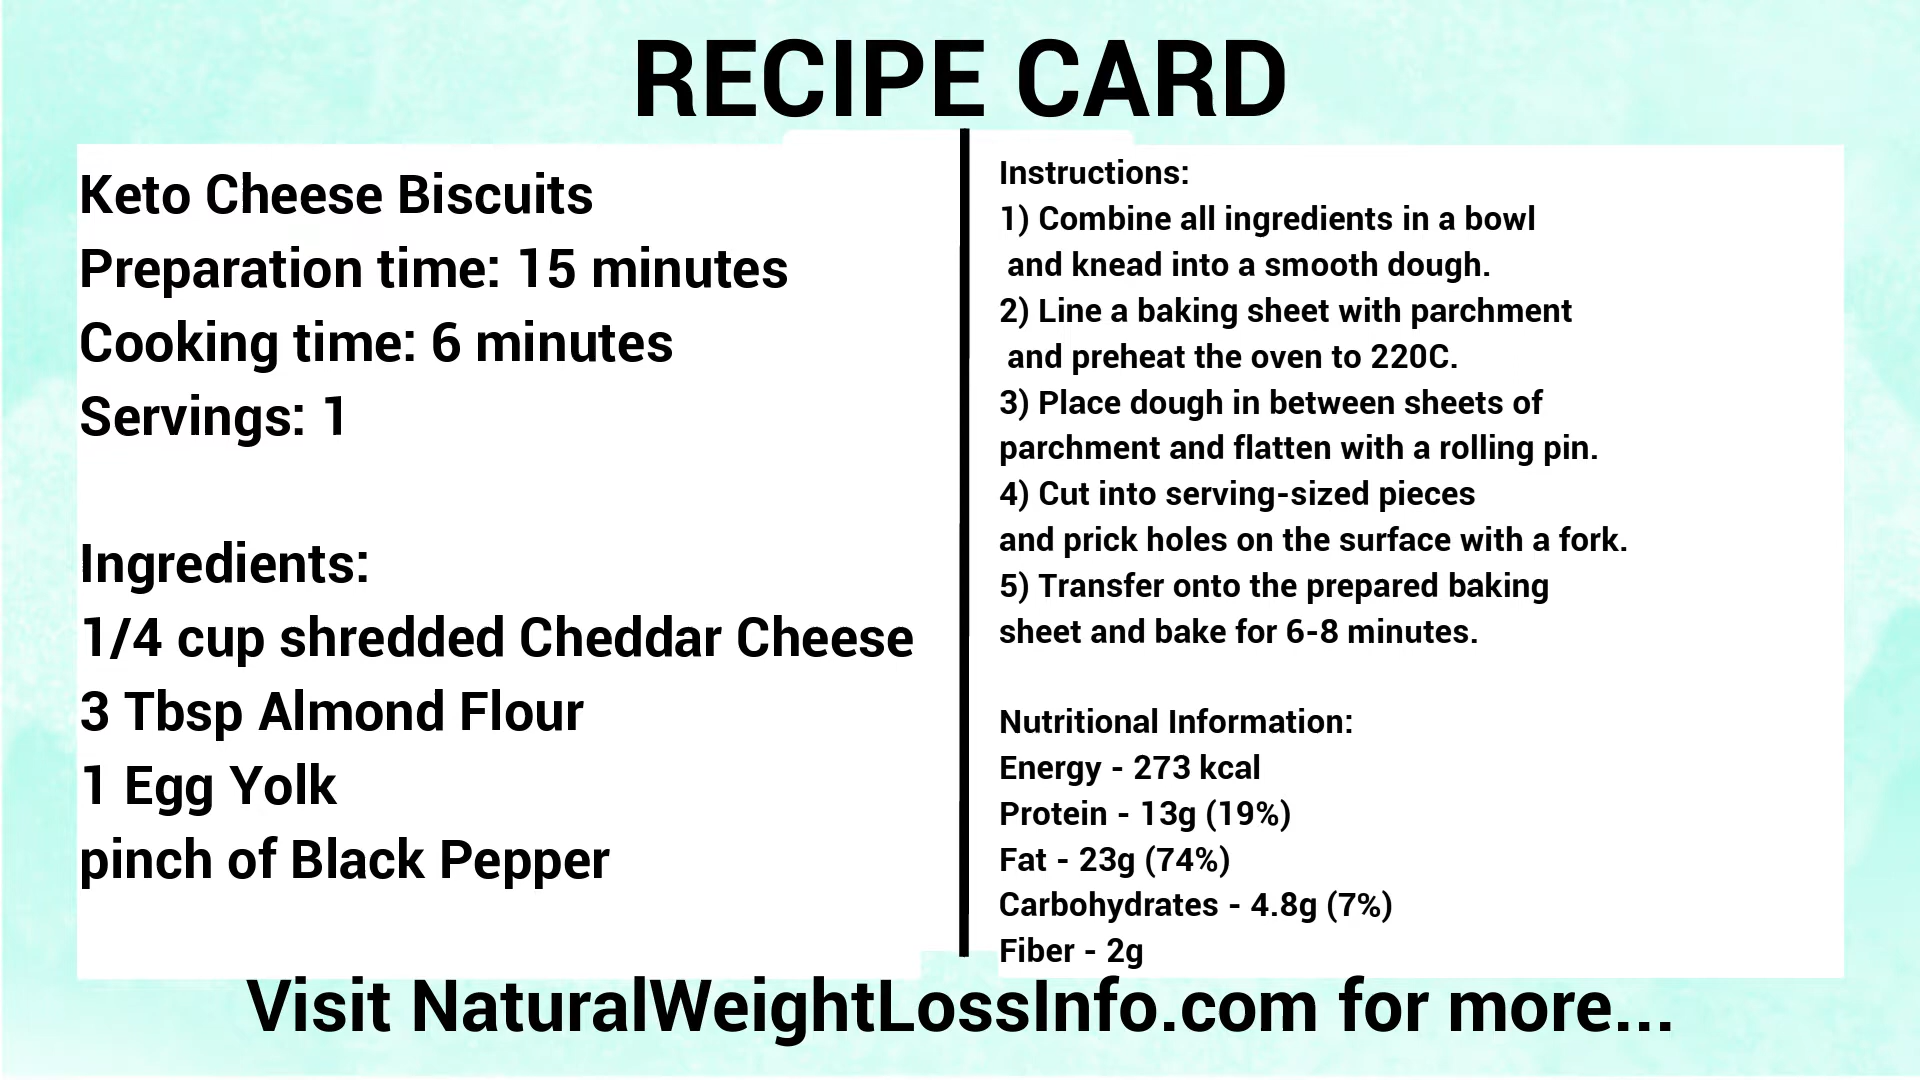 RECIPE CARD
Keto Cheese Biscuits
Preparation time: 15 minutes
Cooking time: 6 minutes
Servings: 1
Ingredients:
1/4 cup shredded Cheddar Cheese
3 Tbsp Almond Flour
1 Egg Yolk
pinch of Black Pepper
Instructions:
1) Combine all ingredients in a bowl
and knead into a smooth dough.
2) Line a baking sheet with parchment
and preheat the oven to 220C.
3) Place dough in between sheets of
parchment and flatten with a rolling pin.
4) Cut into serving-sized pieces
and prick holes on the surface with a fork.
5) Transfer onto the prepared baking
sheet and bake for 6-8 minutes.
Nutritional Information:
Energy - 273 kcal
Protein - 13g (19%)
Fat - 23g (74%)
Carbohydrates - 4.8g (7%)
Fiber - 2g
Visit NaturalWeightLossInfo.com for more...